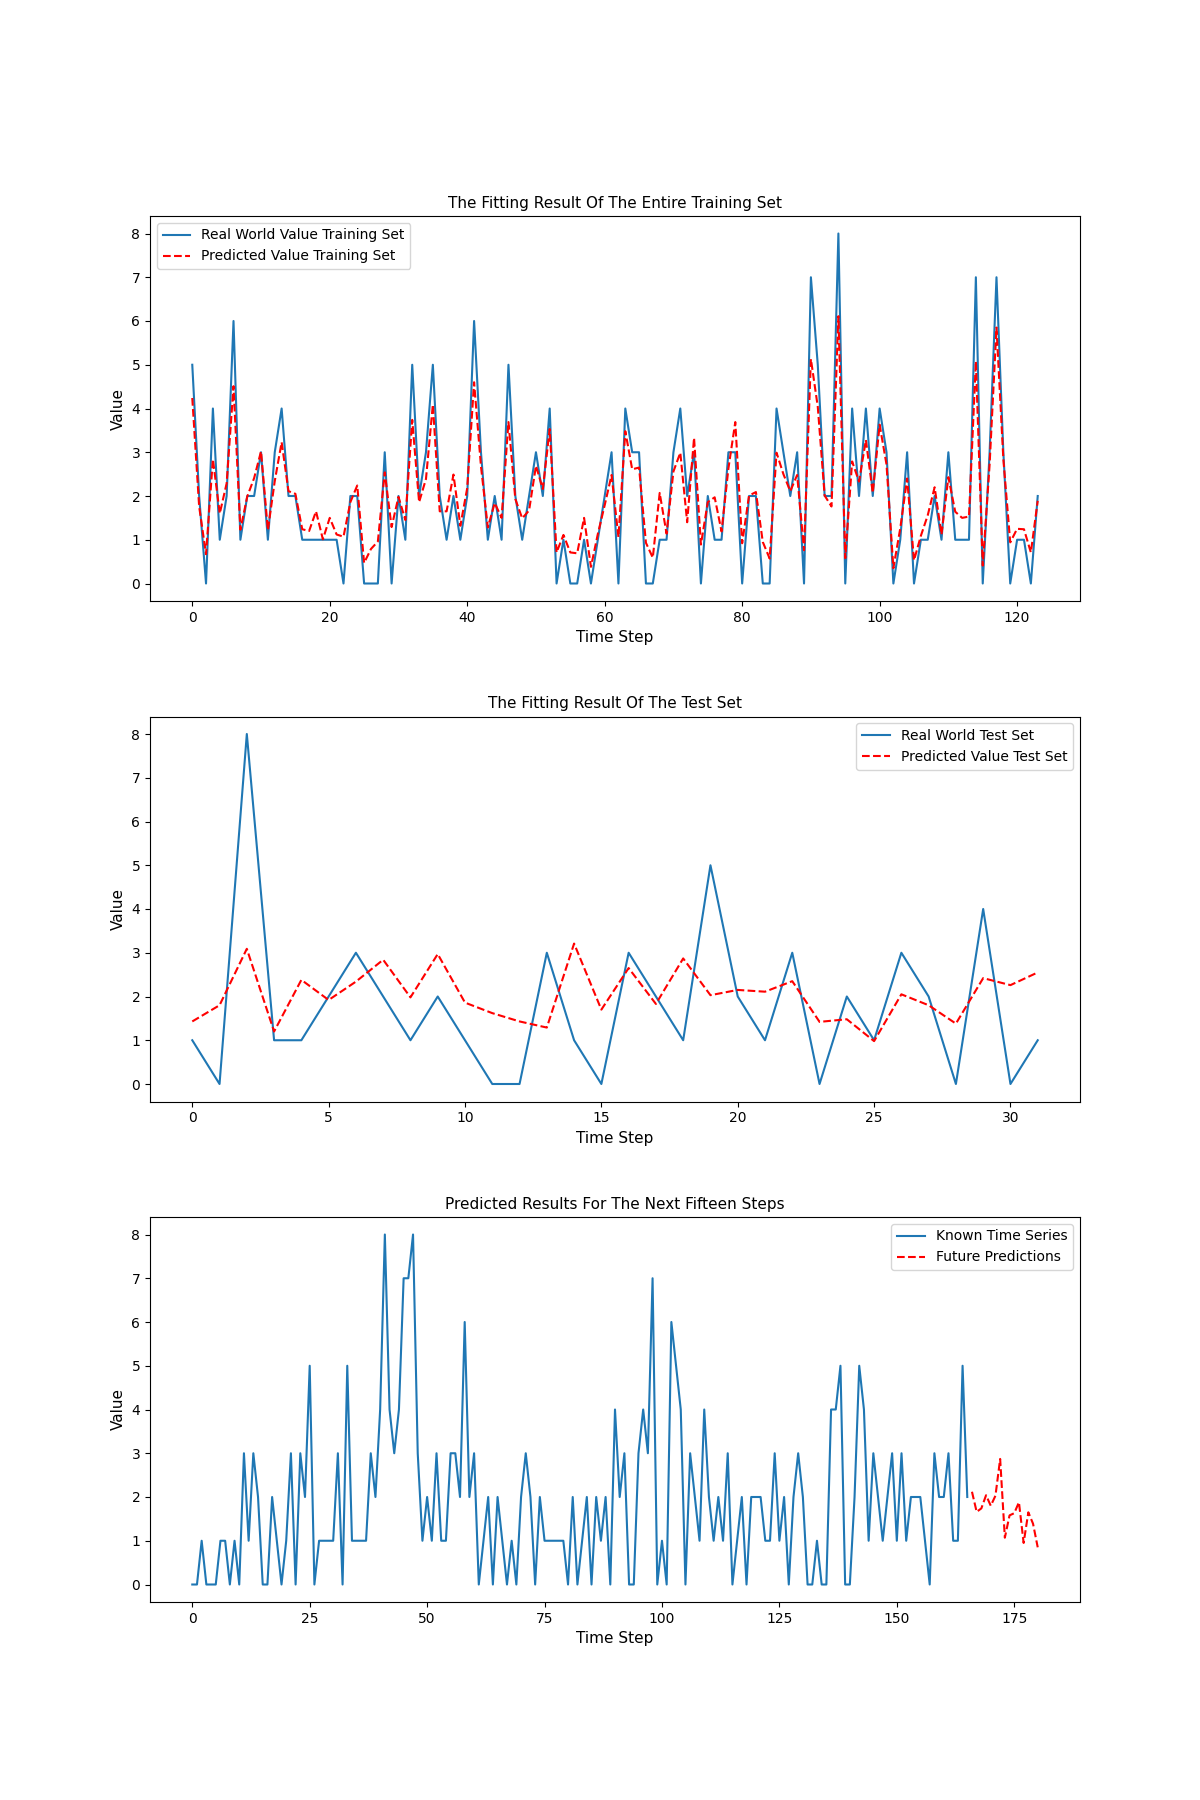 The Fitting Result Of The Entire Training Set
Real World Value Training Set
Predicted Value Training Set
Value
8
7
6
5
4
3
2
1
0
0 20 40 60 80 100 120
Time Step
The Fitting Result Of The Test Set
Real World Test Set
Predicted Value Test Set
Value
8
7
6
5
4
3
2
1
0
0 5 10 15 20 25 30
Time Step
Predicted Results For The Next Fifteen Steps
Known Time Series
Future Predictions
Value
8
7
6
5
4
3
2
1
0
0 25 50 75 100 125 150 175
Time Step